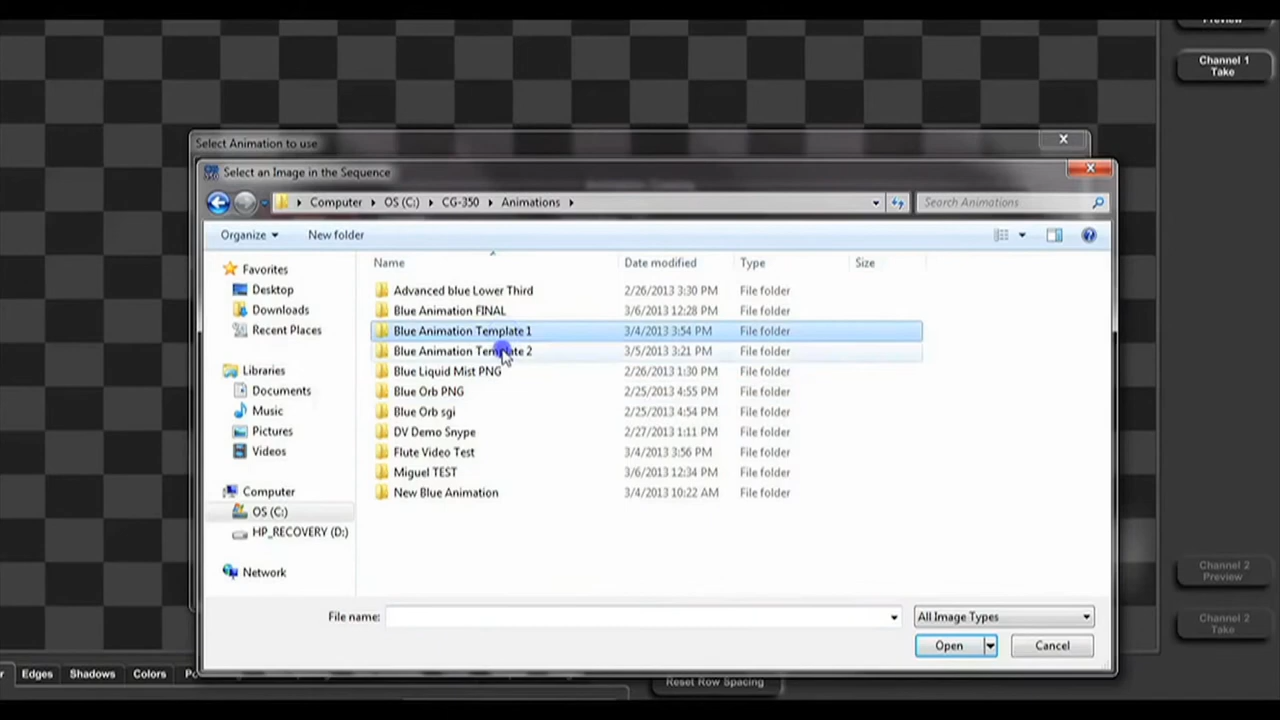 Preview
Channel 1
Take
Select Animation to use
Select an Image in the Sequence
Computer OS (C:) CG-350 Animations
Search Animations
Organize New folder
Name Date modified Type Size
Favorites
Desktop
Downloads
Recent Places
Libraries
Documents
Music
Pictures
Videos
Computer
OS (C:)
HP_RECOVERY (D:)
Network
Advanced blue Lower Third 2/26/2013 3:30 PM File folder
Blue Animation FINAL 3/6/2013 12:28 PM File folder
Blue Animation Template 1 3/4/2013 3:54 PM File folder
Blue Animation Template 2 3/5/2013 3:21 PM File folder
Blue Liquid Mist PNG 2/26/2013 1:30 PM File folder
Blue Orb PNG 2/25/2013 4:55 PM File folder
Blue Orb sgi 2/25/2013 4:54 PM File folder
DV Demo Snype 2/27/2013 1:11 PM File folder
Flute Video Test 3/4/2013 3:56 PM File folder
Miguel TEST 3/6/2013 12:34 PM File folder
New Blue Animation 3/4/2013 10:22 AM File folder
File name: All Image Types
Open Cancel
Channel 2
Preview
Channel 2
Take
Edges Shadows Colors
Reset Row Spacing